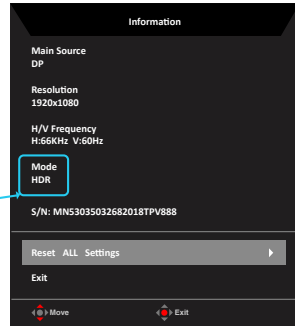 Information
Main Source
DP
Resolution
1920x1080
H/V Frequency
H:66KHz V:60Hz
Mode
HDR
S/N: MN53035032682018TPV888
Reset ALL Settings
Exit
Move Exit